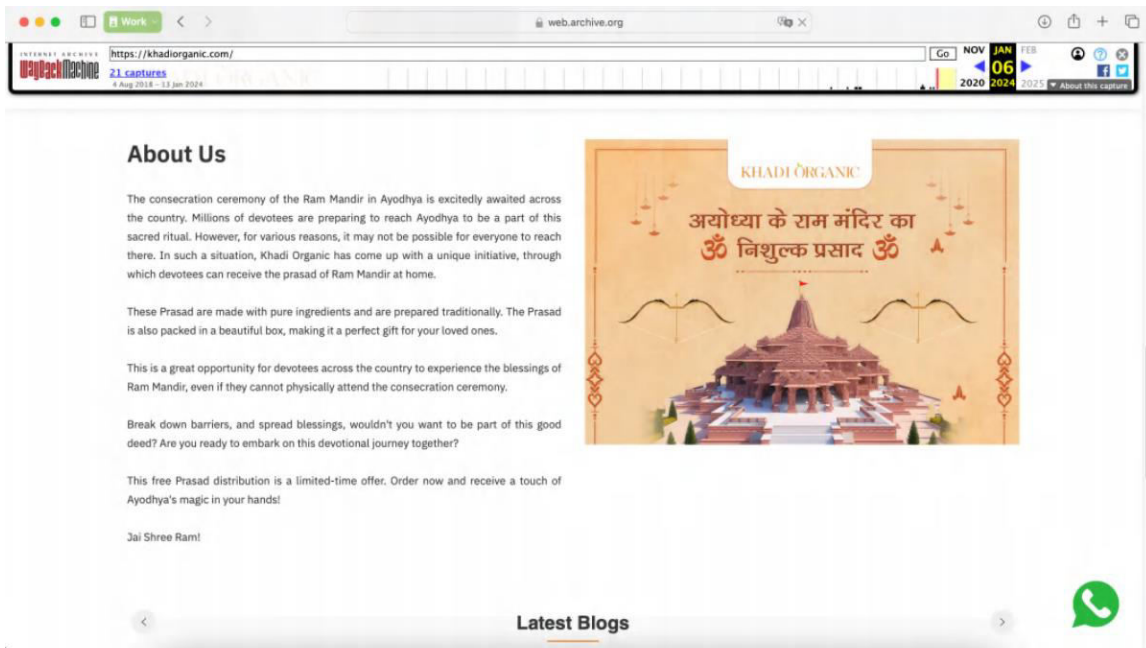 Work
web.archive.org
INTERNET ARCHIVE
WayBackMachine
https://khadiorganic.com/
Go
21 captures
4 Aug 2018 – 13 Jan 2024
NOV JAN FEB
06
2020 2024 2025
About this capture
About Us
The consecration ceremony of the Ram Mandir in Ayodhya is excitedly awaited across
the country. Millions of devotees are preparing to reach Ayodhya to be a part of this
sacred ritual. However, for various reasons, it may not be possible for everyone to reach
there. In such a situation, Khadi Organic has come up with a unique initiative, through
which devotees can receive the prasad of Ram Mandir at home.
These Prasad are made with pure ingredients and are prepared traditionally. The Prasad
is also packed in a beautiful box, making it a perfect gift for your loved ones.
This is a great opportunity for devotees across the country to experience the blessings of
Ram Mandir, even if they cannot physically attend the consecration ceremony.
Break down barriers, and spread blessings, wouldn't you want to be part of this good
deed? Are you ready to embark on this devotional journey together?
This free Prasad distribution is a limited-time offer. Order now and receive a touch of
Ayodhya's magic in your hands!
Jai Shree Ram!
KHADI ORGANIC
अयोध्या के राम मंदिर का
ॐ निशुल्क प्रसाद ॐ
Latest Blogs